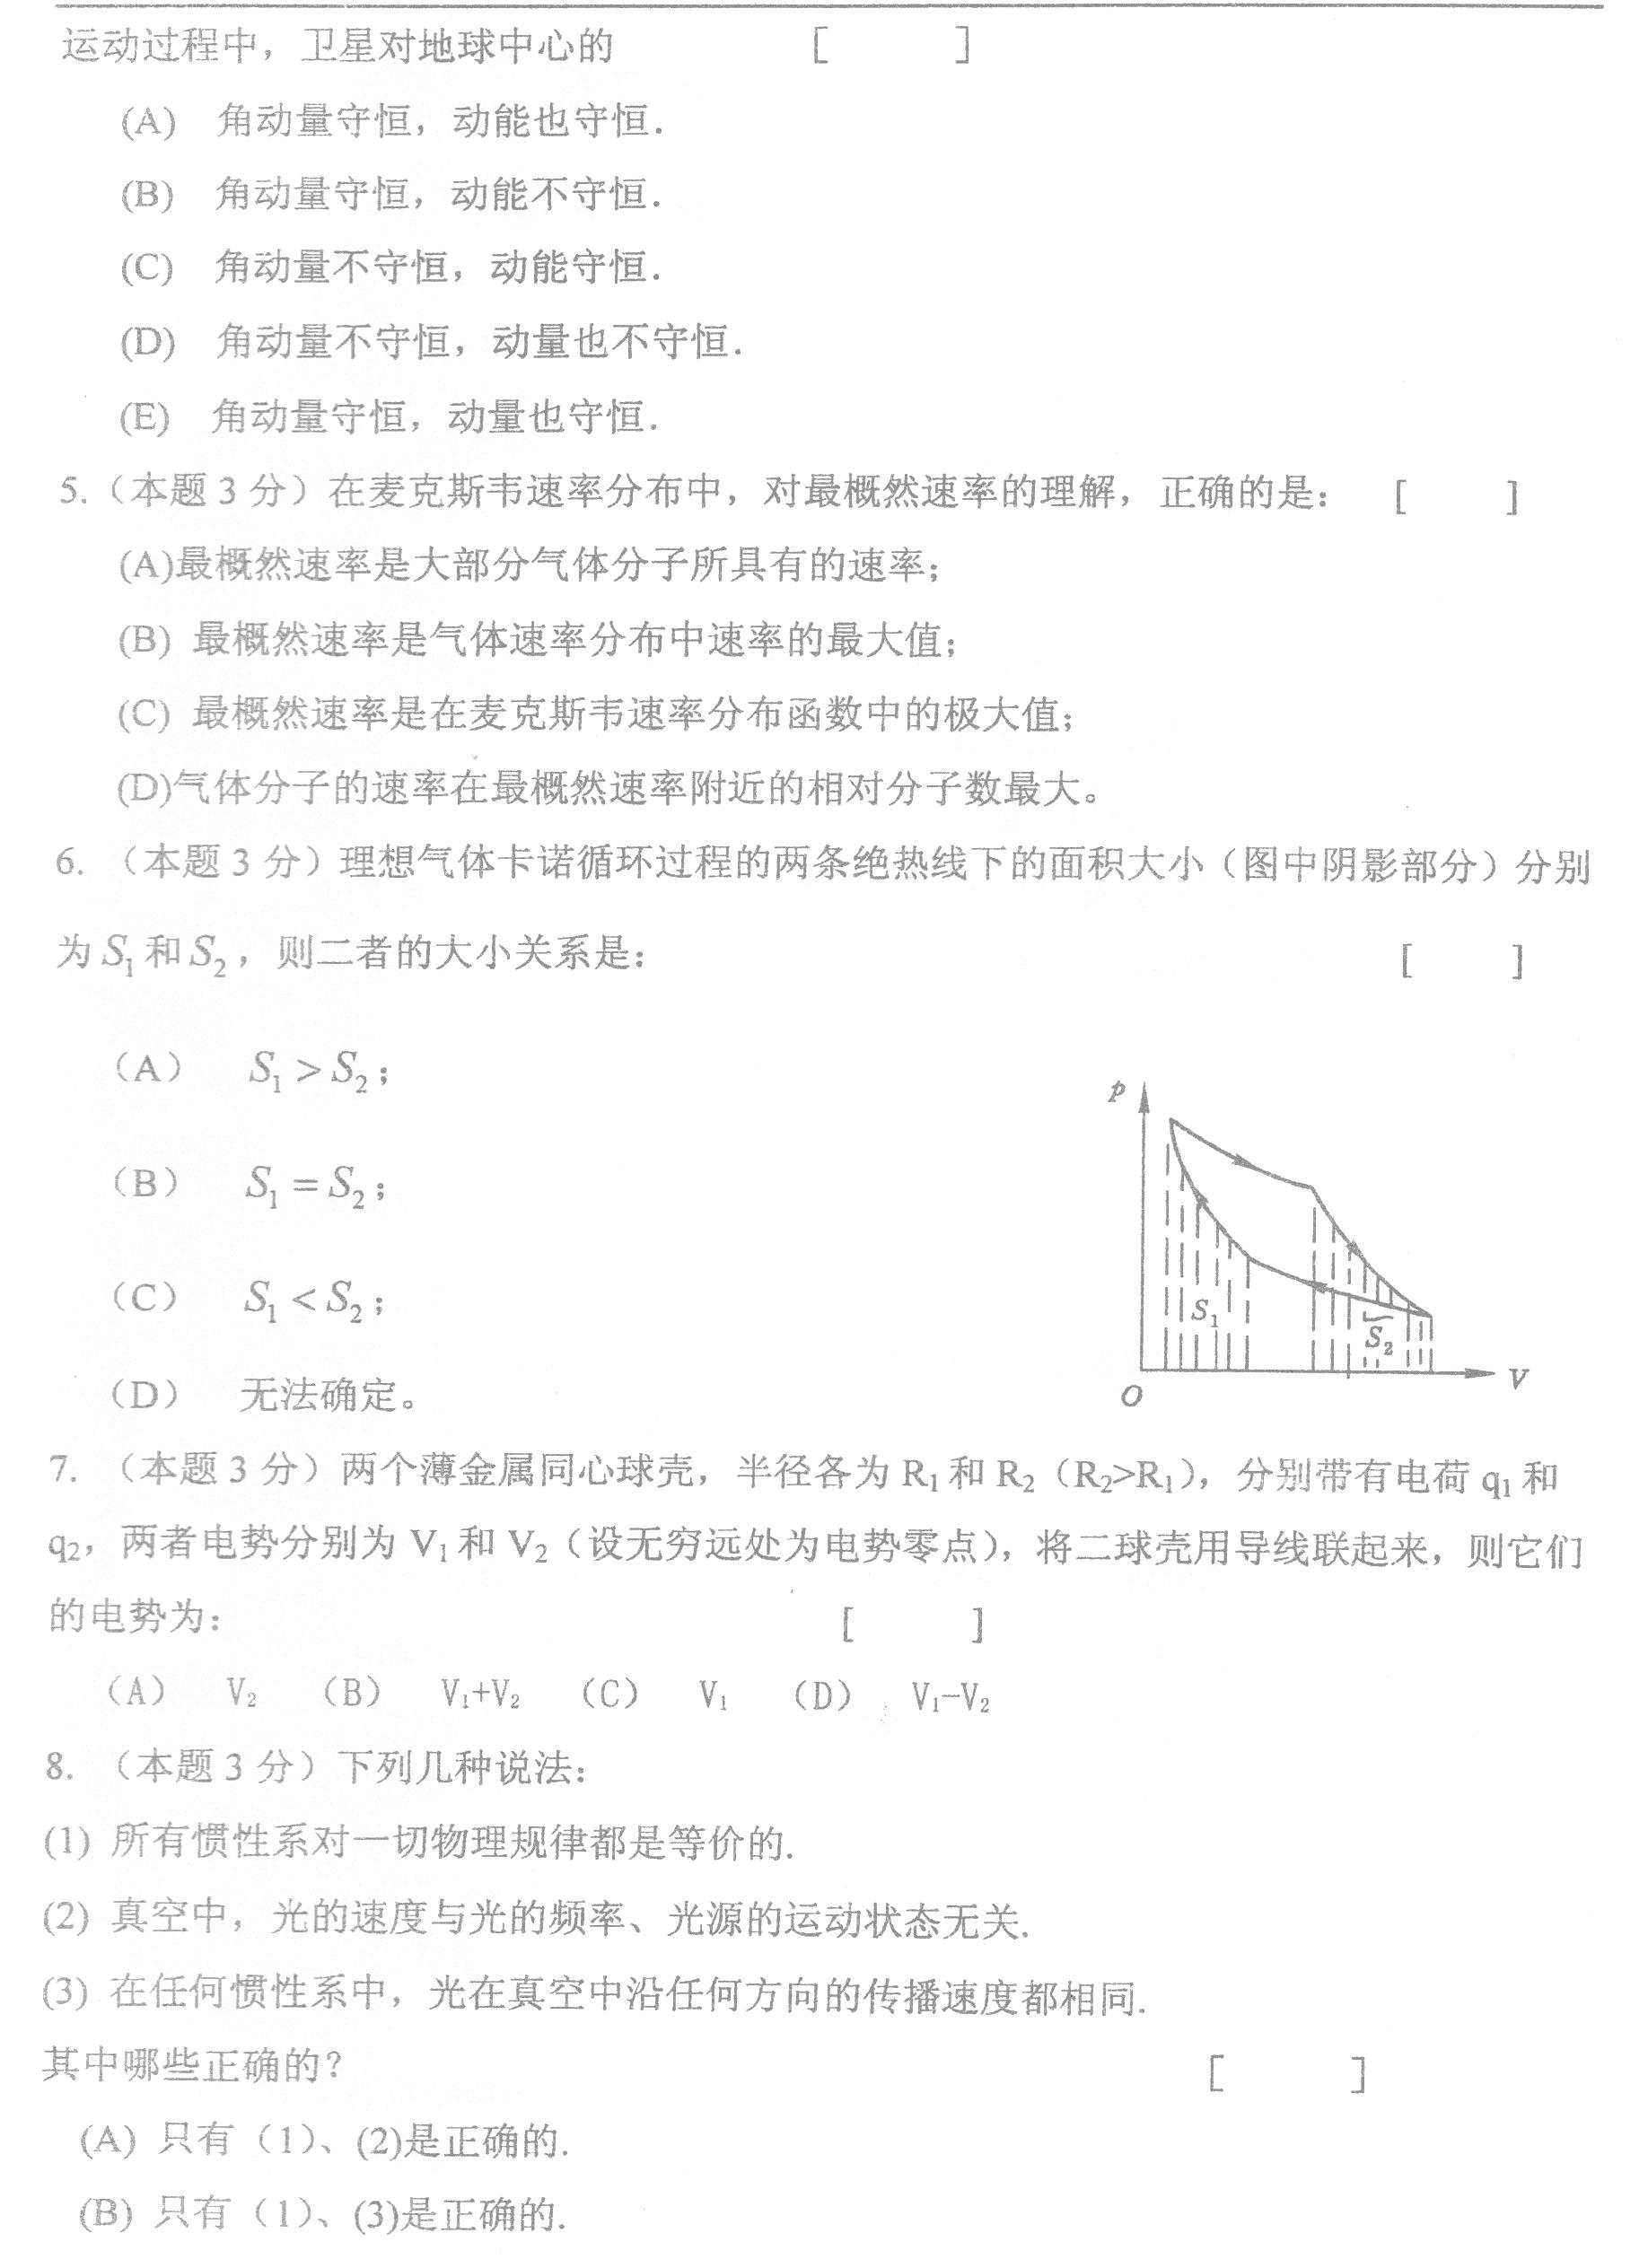 运动过程中，卫星对地球中心的 [ ]
(A) 角动量守恒，动能也守恒．
(B) 角动量守恒，动能不守恒．
(C) 角动量不守恒，动能守恒．
(D) 角动量不守恒，动量也不守恒．
(E) 角动量守恒，动量也守恒．
5.（本题 3 分）在麦克斯韦速率分布中，对最概然速率的理解，正确的是： [ ]
(A)最概然速率是大部分气体分子所具有的速率；
(B) 最概然速率是气体速率分布中速率的最大值；
(C) 最概然速率是在麦克斯韦速率分布函数中的极大值；
(D)气体分子的速率在最概然速率附近的相对分子数最大。
6. （本题 3 分）理想气体卡诺循环过程的两条绝热线下的面积大小（图中阴影部分）分别
为 S₁ 和 S₂，则二者的大小关系是： [ ]
（A） S₁ > S₂；
（B） S₁ = S₂；
（C） S₁ < S₂；
（D） 无法确定。
p
S₁
S₂
O
V
7. （本题 3 分）两个薄金属同心球壳，半径各为 R₁ 和 R₂（R₂>R₁），分别带有电荷 q₁ 和
q₂，两者电势分别为 V₁ 和 V₂（设无穷远处为电势零点），将二球壳用导线联起来，则它们
的电势为： [ ]
（A） V₂ （B） V₁+V₂ （C） V₁ （D） V₁−V₂
8. （本题 3 分）下列几种说法：
(1) 所有惯性系对一切物理规律都是等价的.
(2) 真空中，光的速度与光的频率、光源的运动状态无关.
(3) 在任何惯性系中，光在真空中沿任何方向的传播速度都相同.
其中哪些正确的？ [ ]
(A) 只有（1）、(2)是正确的.
(B) 只有（1）、(3)是正确的.